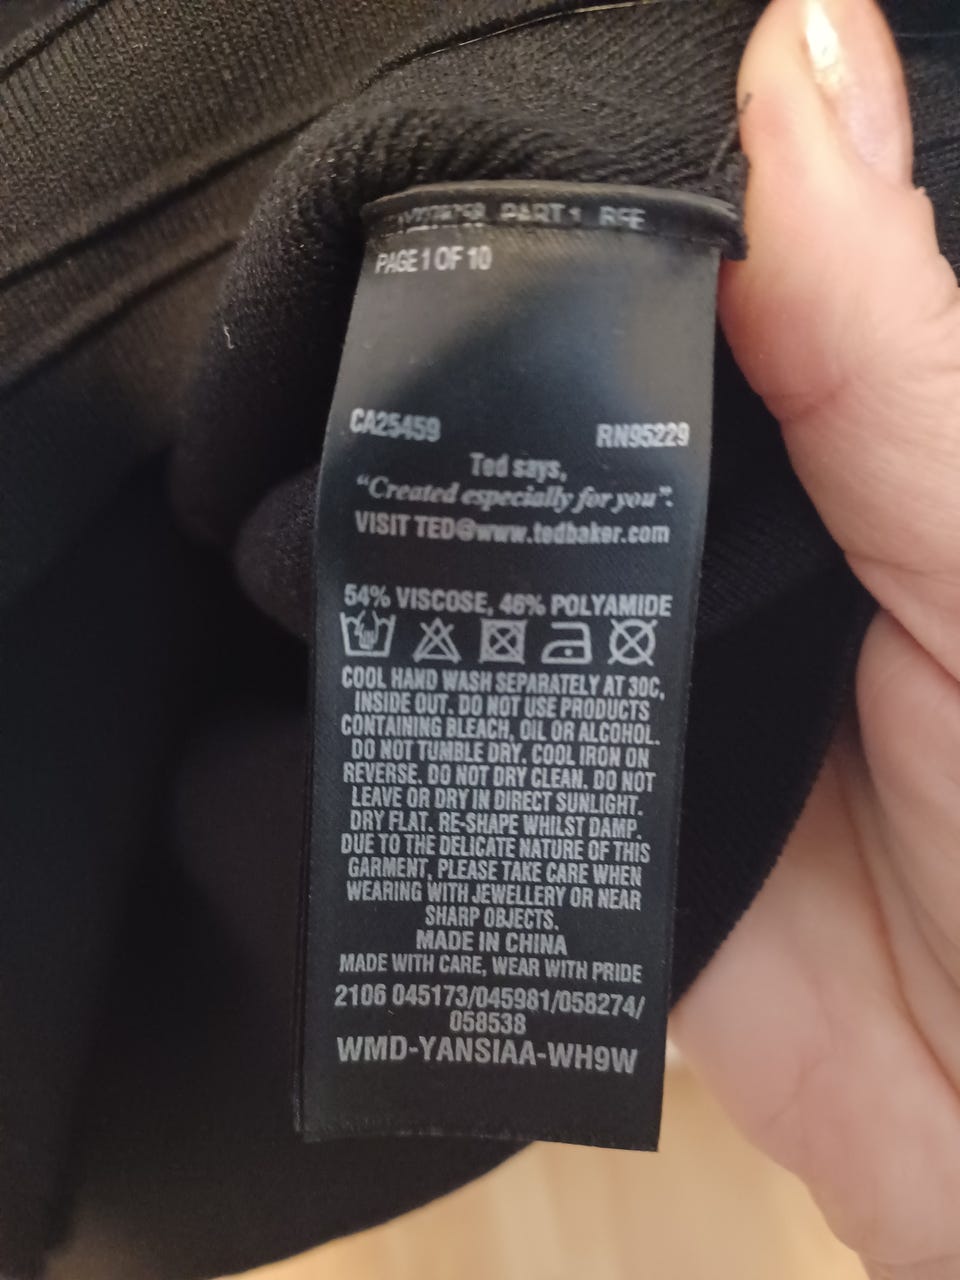 PART 1 REF
PAGE 1 OF 10
CA25459 RN95229
Ted says,
"Created especially for you".
VISIT TED@www.tedbaker.com
54% VISCOSE, 46% POLYAMIDE
COOL HAND WASH SEPARATELY AT 30C,
INSIDE OUT. DO NOT USE PRODUCTS
CONTAINING BLEACH, OIL OR ALCOHOL.
DO NOT TUMBLE DRY. COOL IRON ON
REVERSE. DO NOT DRY CLEAN. DO NOT
LEAVE OR DRY IN DIRECT SUNLIGHT.
DRY FLAT. RE-SHAPE WHILST DAMP.
DUE TO THE DELICATE NATURE OF THIS
GARMENT, PLEASE TAKE CARE WHEN
WEARING WITH JEWELLERY OR NEAR
SHARP OBJECTS.
MADE IN CHINA
MADE WITH CARE, WEAR WITH PRIDE
2106 045173/045981/058274/
058538
WMD-YANSIAA-WH9W